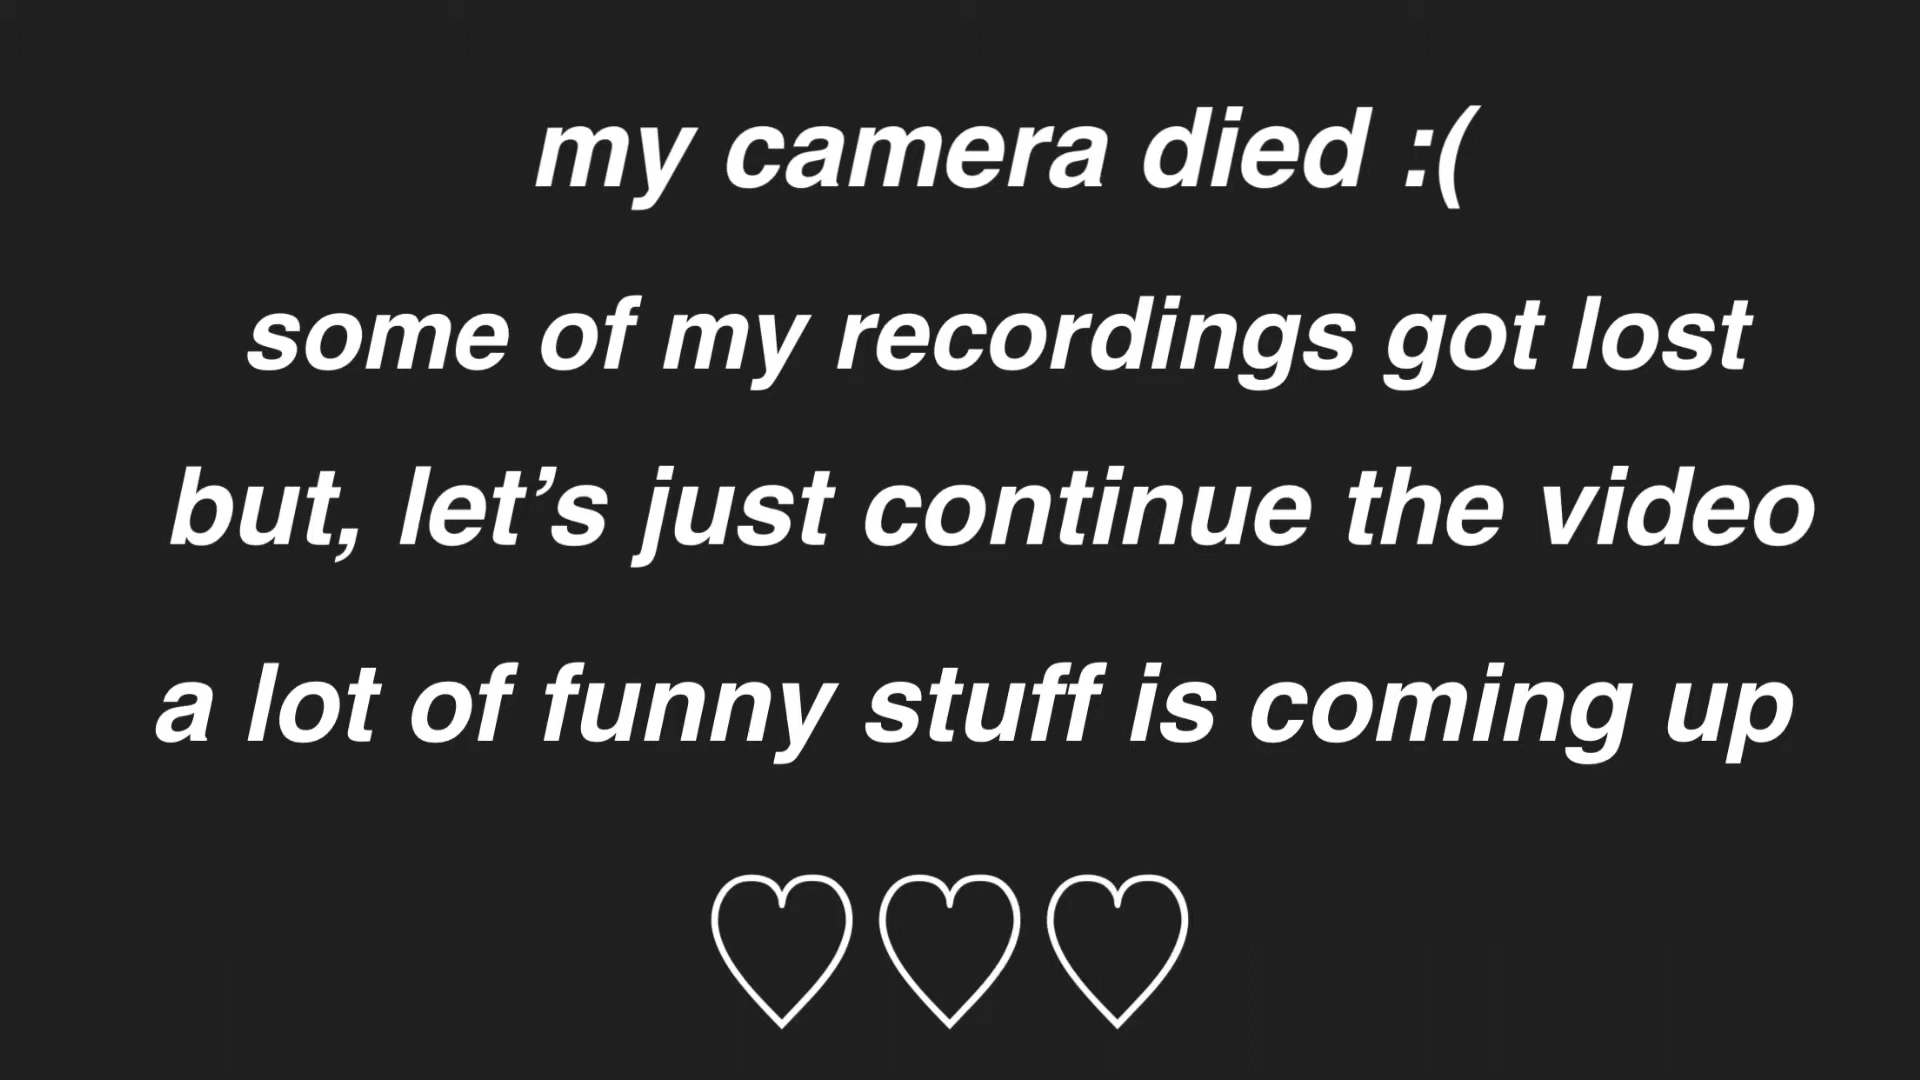 my camera died :(
some of my recordings got lost
but, let’s just continue the video
a lot of funny stuff is coming up
♡♡♡